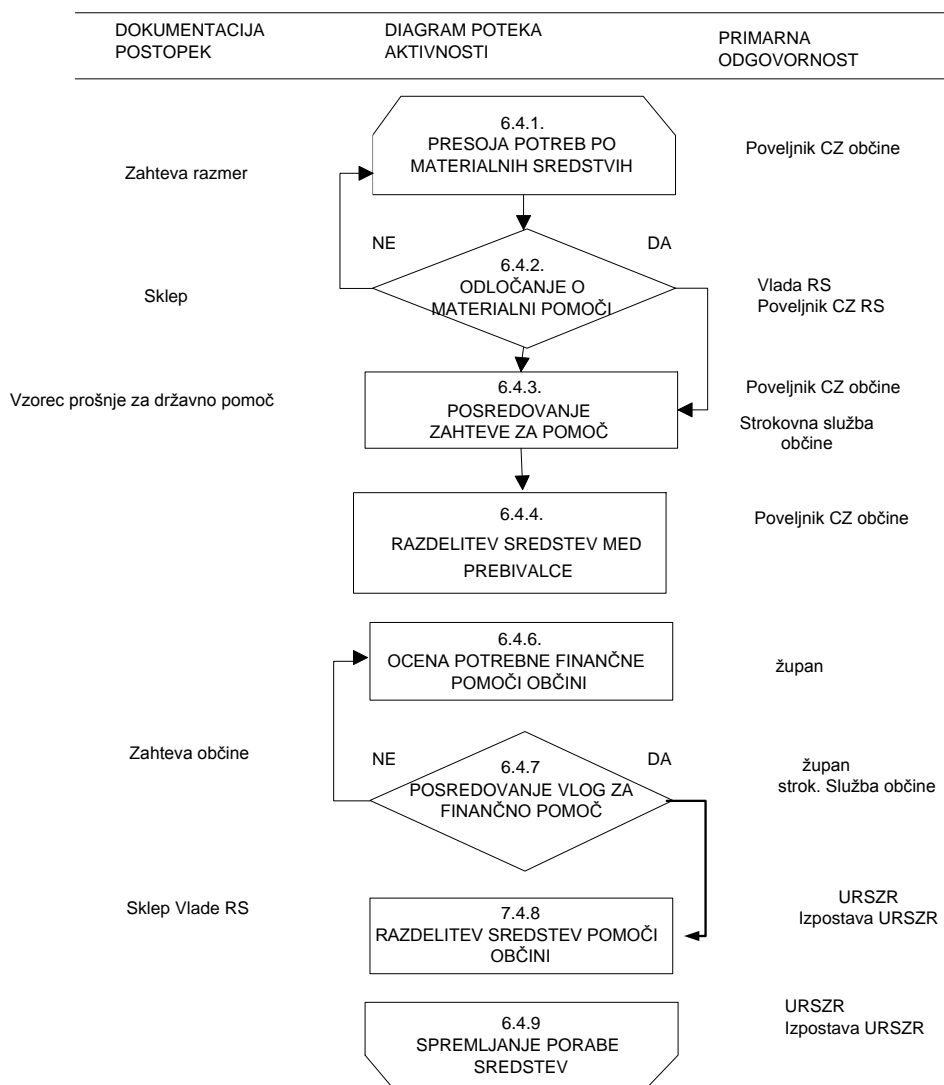 DOKUMENTACIJA
POSTOPEK
DIAGRAM POTEKA
AKTIVNOSTI
PRIMARNA
ODGOVORNOST
6.4.1.
PRESOJA POTREB PO
MATERIALNIH SREDSTVIH
Poveljnik CZ občine
Zahteva razmer
NE
DA
6.4.2.
ODLOČANJE O
MATERIALNI POMOČI
Sklep
Vlada RS
Poveljnik CZ RS
Vzorec prošnje za državno pomoč
6.4.3.
POSREDOVANJE
ZAHTEVE ZA POMOČ
Poveljnik CZ občine
Strokovna služba
občine
6.4.4.
RAZDELITEV SREDSTEV MED
PREBIVALCE
Poveljnik CZ občine
6.4.6.
OCENA POTREBNE FINANČNE
POMOČI OBČINI
župan
Zahteva občine
NE
DA
6.4.7
POSREDOVANJE VLOG ZA
FINANČNO POMOČ
župan
strok. Služba občine
Sklep Vlade RS
7.4.8
RAZDELITEV SREDSTEV POMOČI
OBČINI
URSZR
Izpostava URSZR
6.4.9
SPREMLJANJE PORABE
SREDSTEV
URSZR
Izpostava URSZR